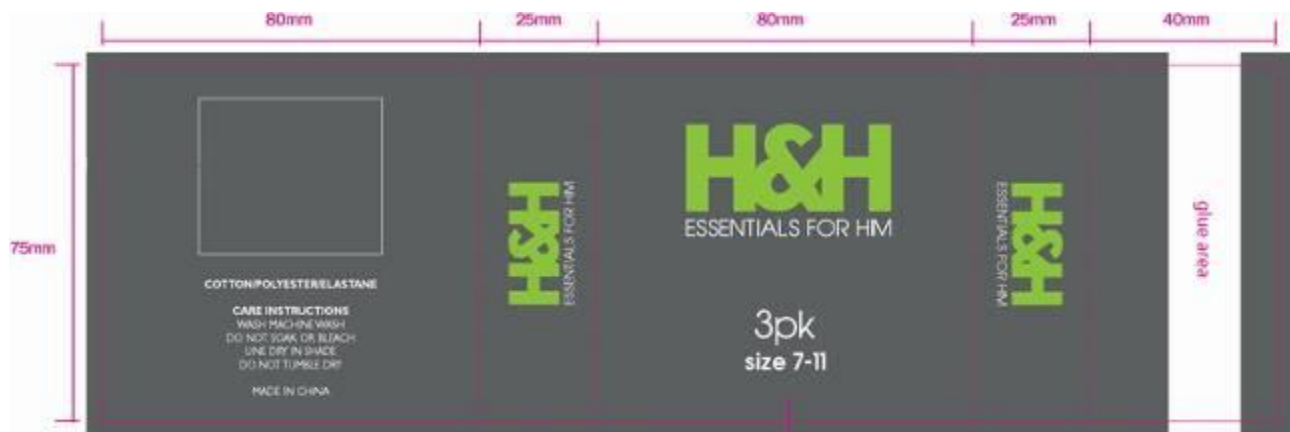 80mm
25mm
80mm
25mm
40mm
75mm
COTTON/POLYESTER/ELASTANE
CARE INSTRUCTIONS
WASH MACHINE WASH
DO NOT SOAK OR BLEACH
LINE DRY IN SHADE
DO NOT TUMBLE DRY
MADE IN CHINA
H&H
ESSENTIALS FOR HIM
H&H
ESSENTIALS FOR HIM
3pk
size 7-11
H&H
ESSENTIALS FOR HIM
glue area